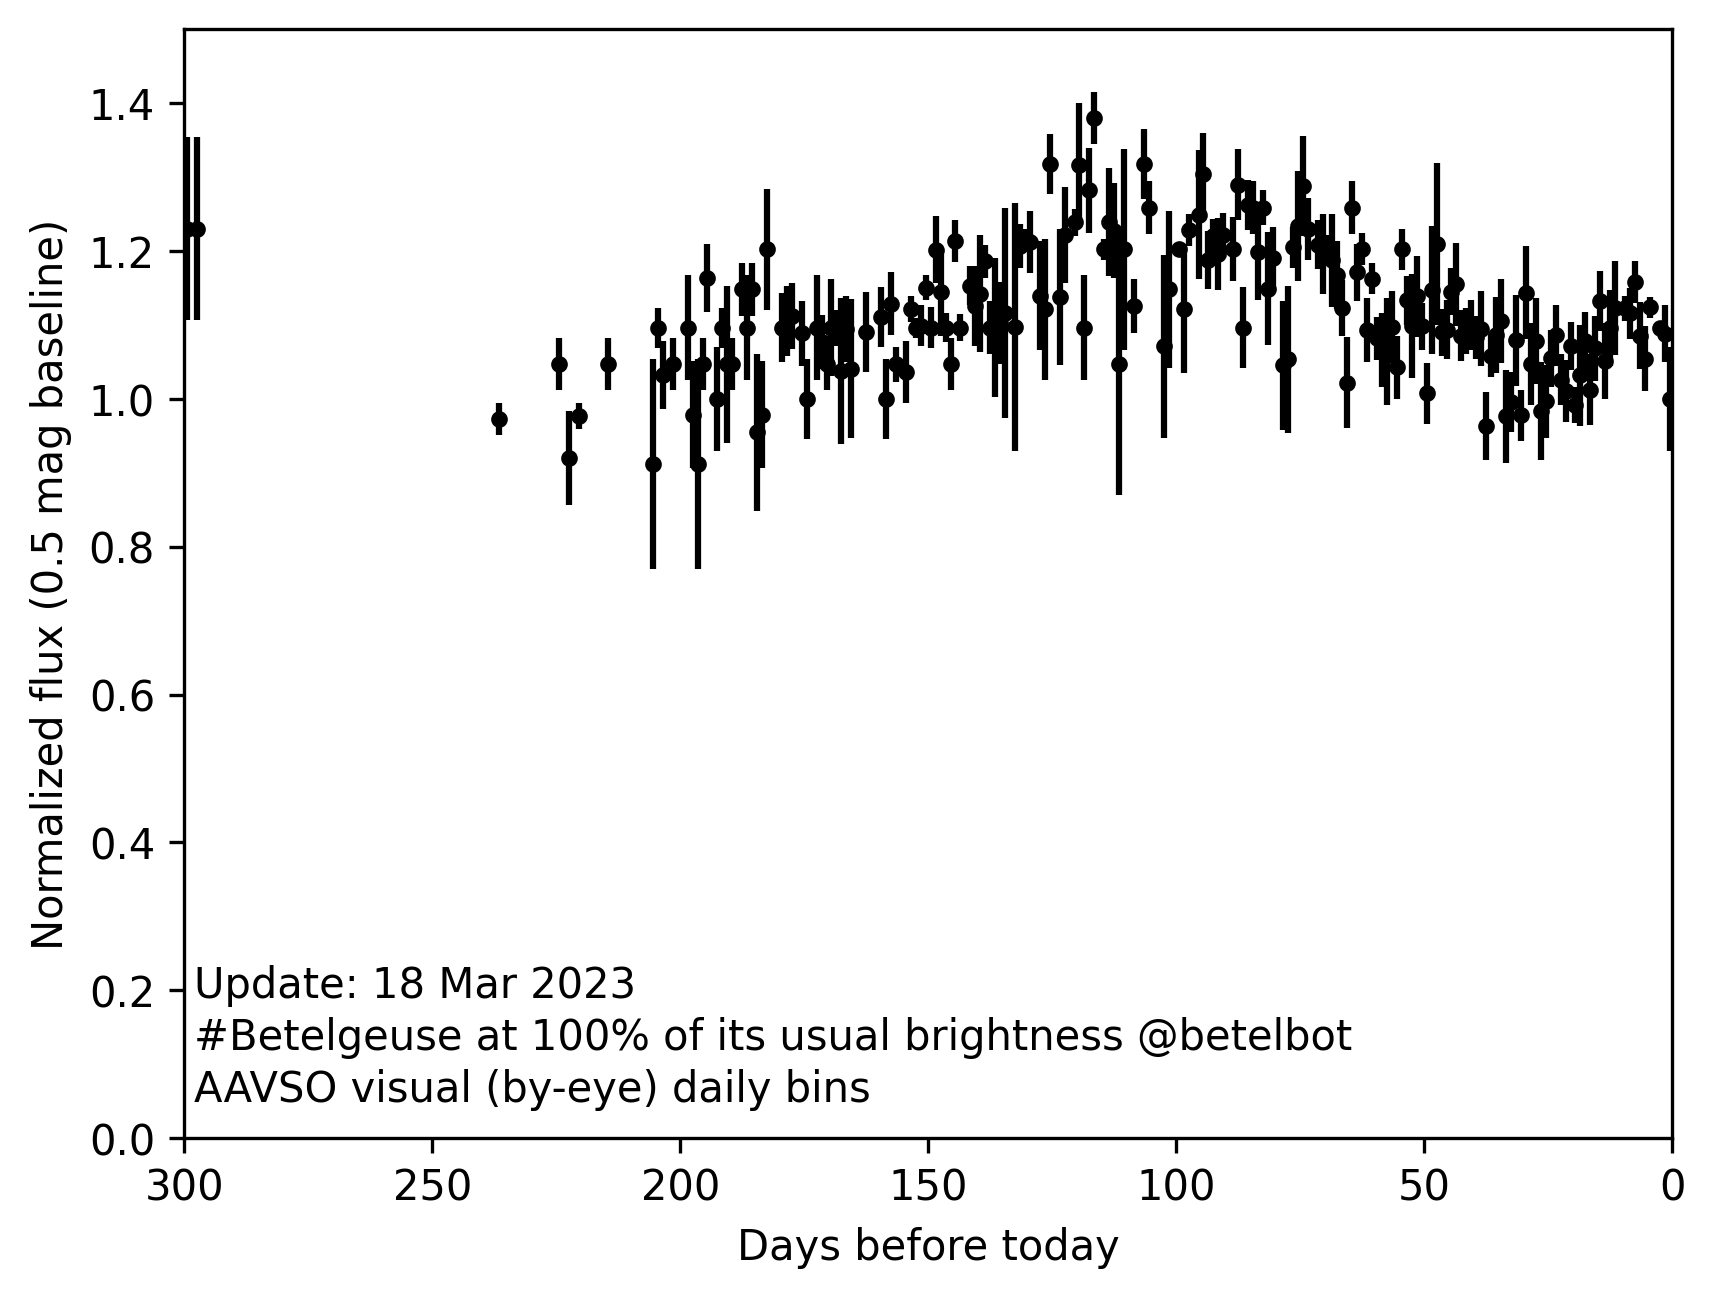 1.4
1.2
1.0
0.8
0.6
0.4
0.2
0.0
Normalized flux (0.5 mag baseline)
Update: 18 Mar 2023
#Betelgeuse at 100% of its usual brightness @betelbot
AAVSO visual (by-eye) daily bins
300 250 200 150 100 50 0
Days before today